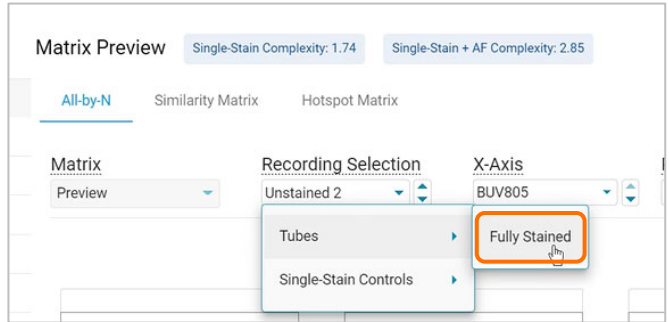 Matrix Preview Single-Stain Complexity: 1.74 Single-Stain + AF Complexity: 2.85
All-by-N Similarity Matrix Hotspot Matrix
Matrix Recording Selection X-Axis
Preview Unstained 2 BUV805
Tubes Fully Stained
Single-Stain Controls